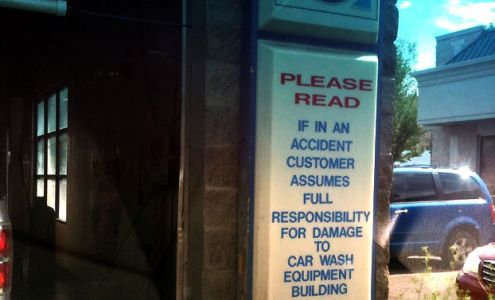 PLEASE
READ
IF IN AN
ACCIDENT
CUSTOMER
ASSUMES
FULL
RESPONSIBILITY
FOR DAMAGE
TO
CAR WASH
EQUIPMENT
BUILDING